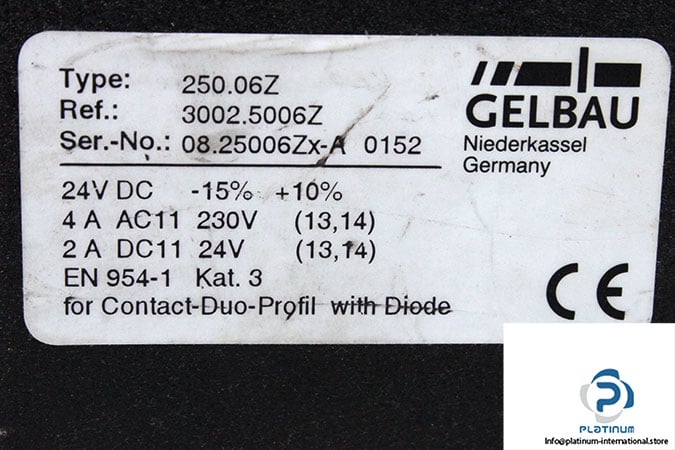 Type: 250.06Z
Ref.: 3002.5006Z
Ser.-No.: 08.25006Zx-A 0152
GELBAU
Niederkassel
Germany
24V DC -15% +10%
4 A AC11 230V (13,14)
2 A DC11 24V (13,14)
EN 954-1 Kat. 3
for Contact-Duo-Profil with Diode
CE
PLATINUM
Info@platinum-international.store